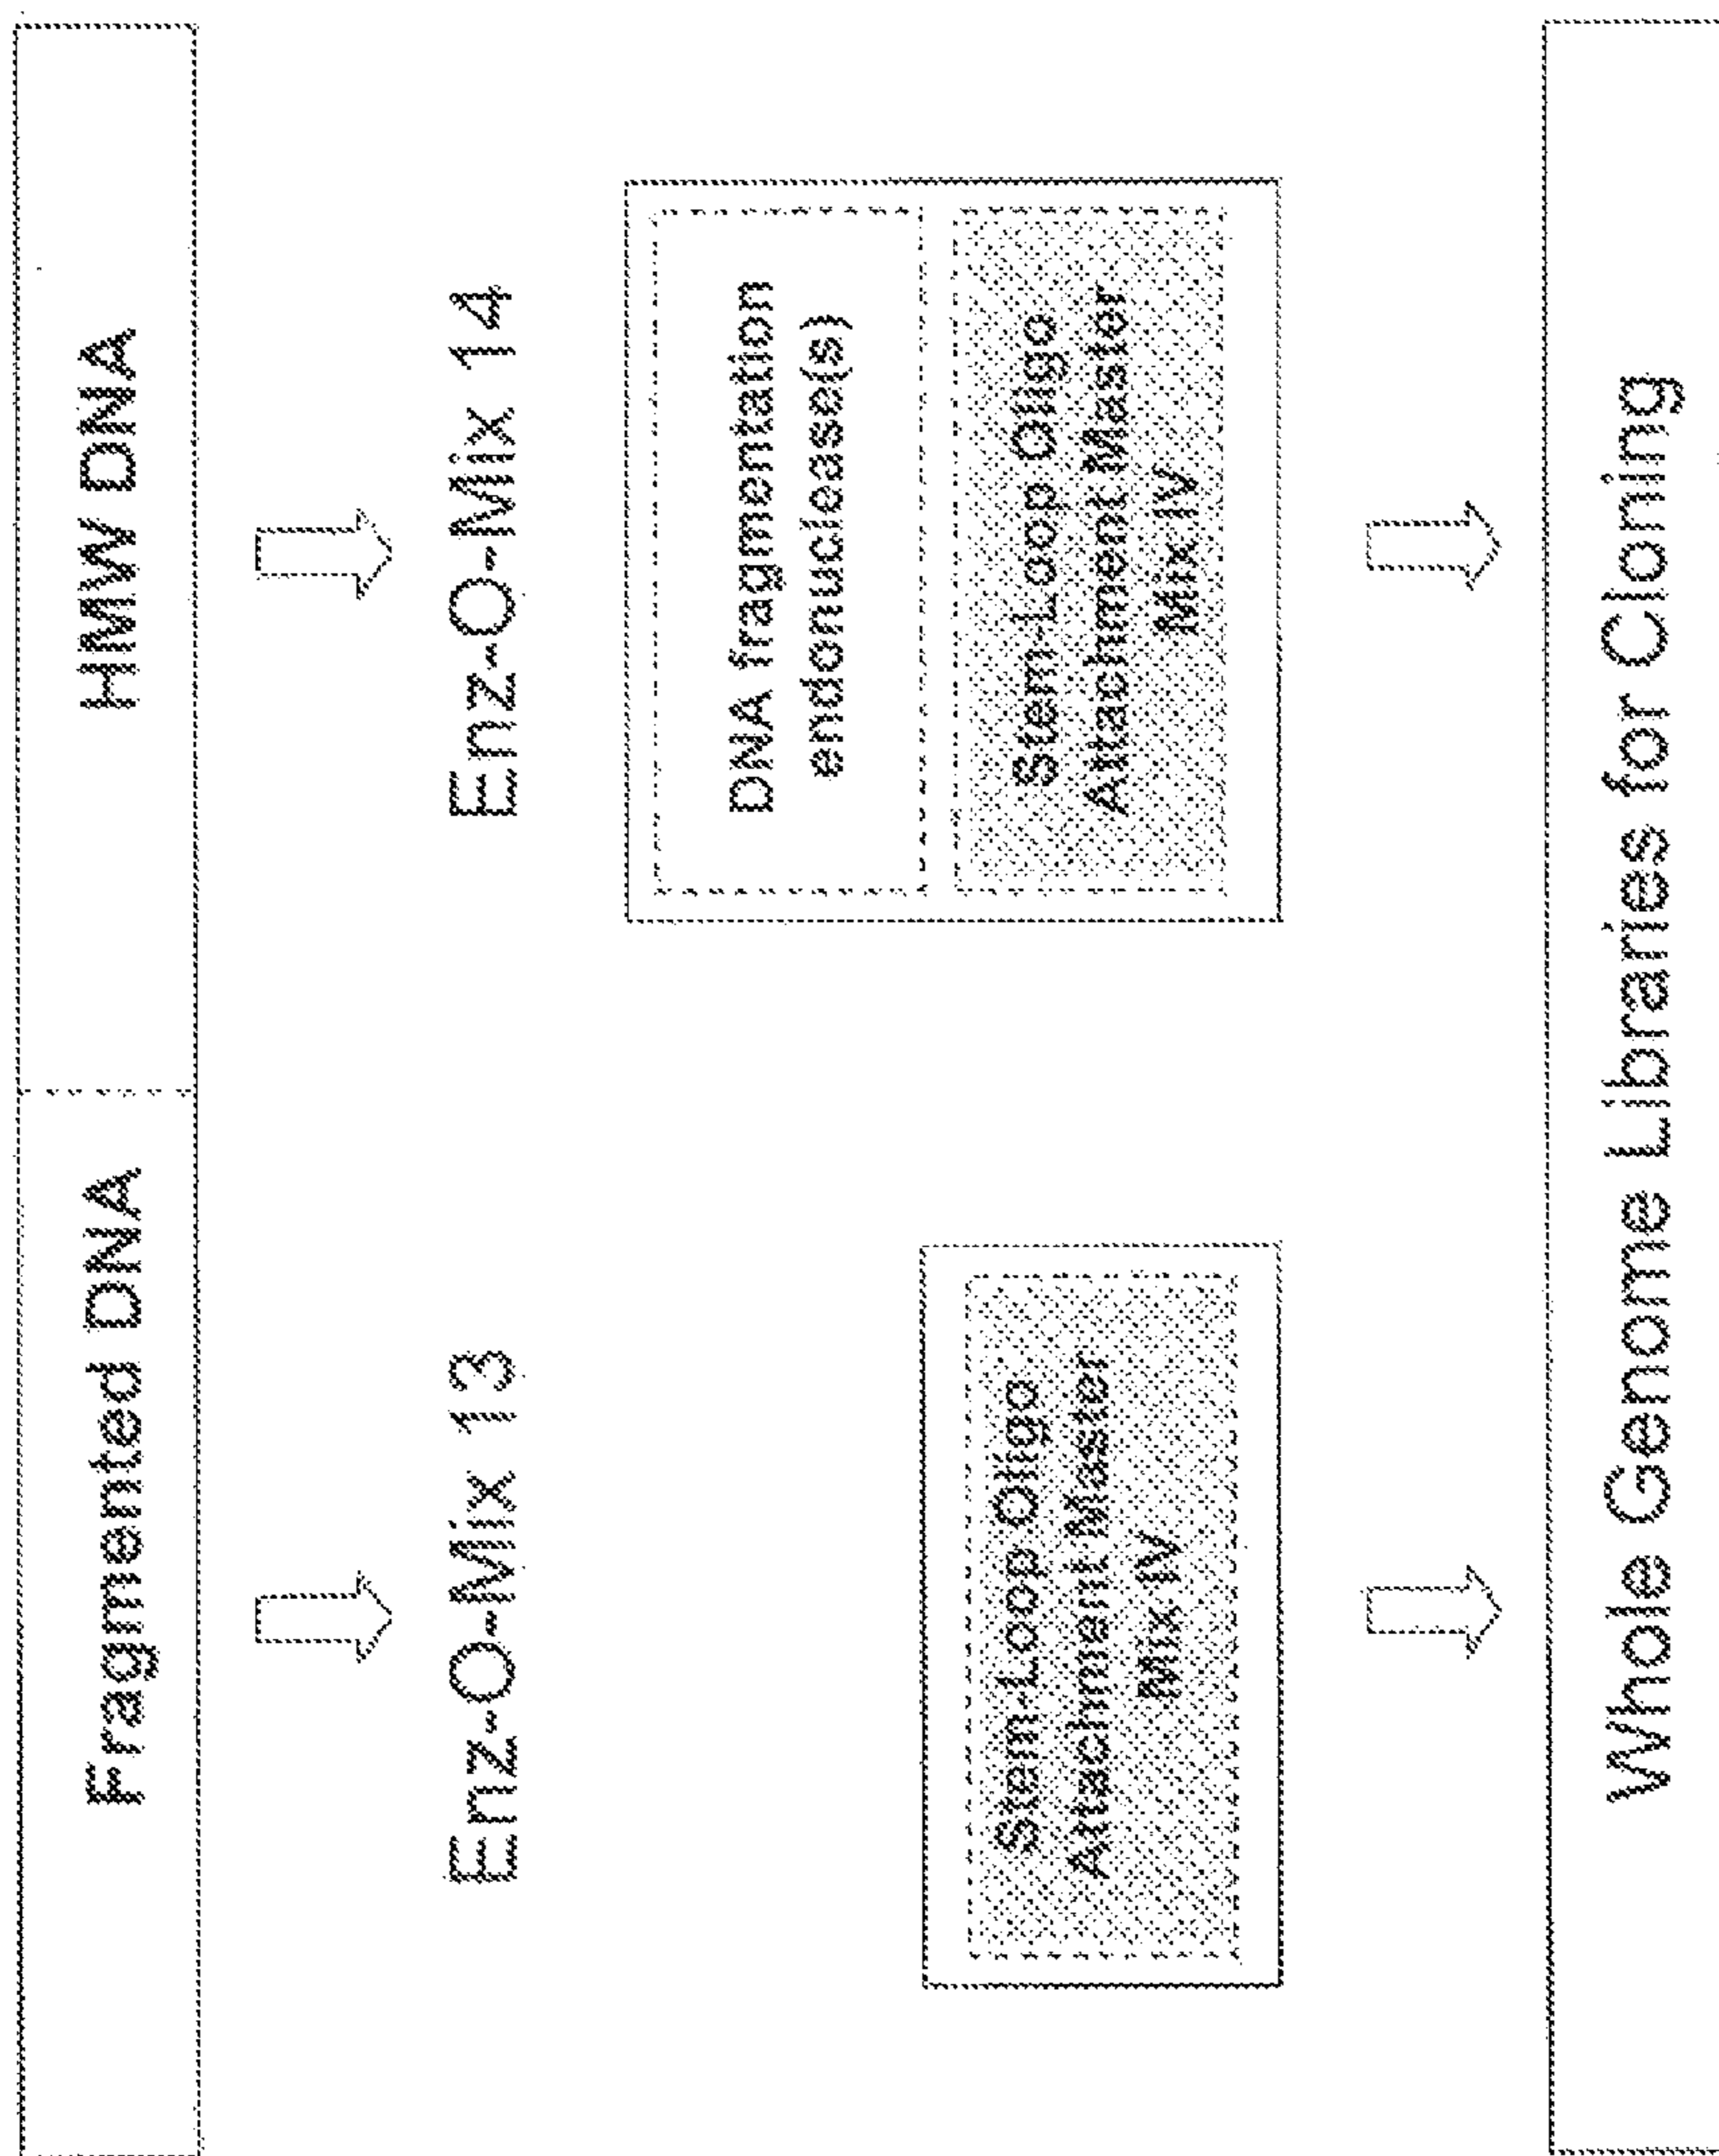 Fragmented DNA
HMW DNA
Enz-O-Mix 13
Enz-O-Mix 14
DNA fragmentation
endonuclease(s)
Stem-Loop Oligo
Attachment Master
Mix IV
Stem-Loop Oligo
Attachment Master
Mix IV
Whole Genome Libraries for Cloning